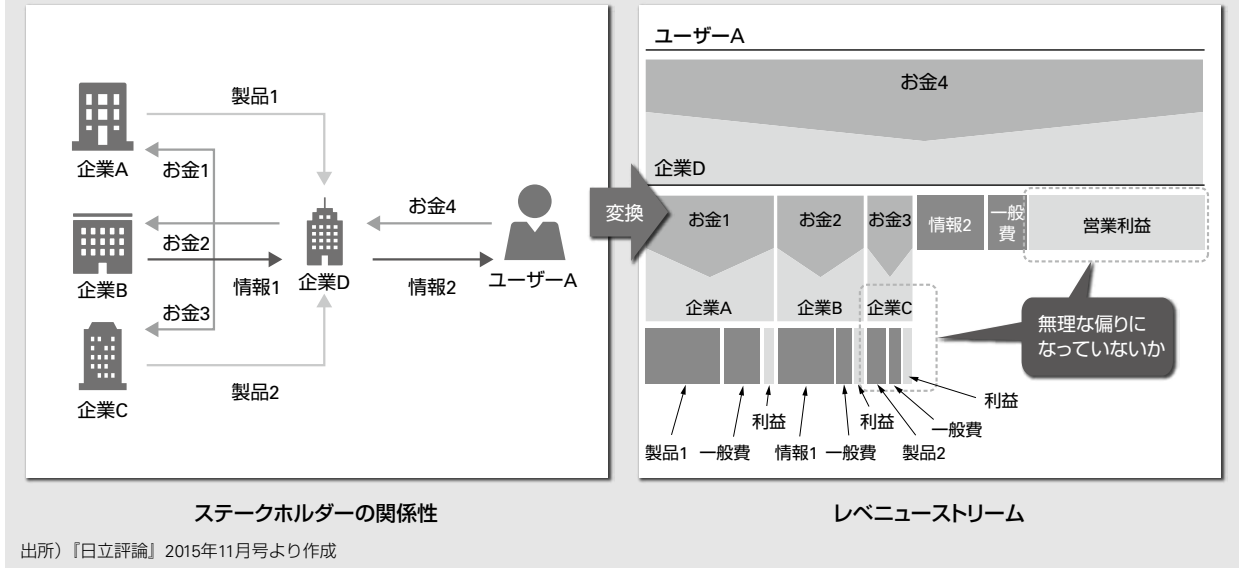 製品1
企業A
お金1
お金2
企業B
情報1
企業D
お金4
情報2
ユーザーA
お金3
企業C
製品2
変換
ユーザーA
お金4
企業D
お金1
お金2
お金3
情報2
一般
費
営業利益
企業A
企業B
企業C
無理な偏りに
なっていないか
利益
利益
利益
一般費
製品1
一般費
情報1
一般費
製品2
ステークホルダーの関係性
レベニューストリーム
出所）『日立評論』2015年11月号より作成